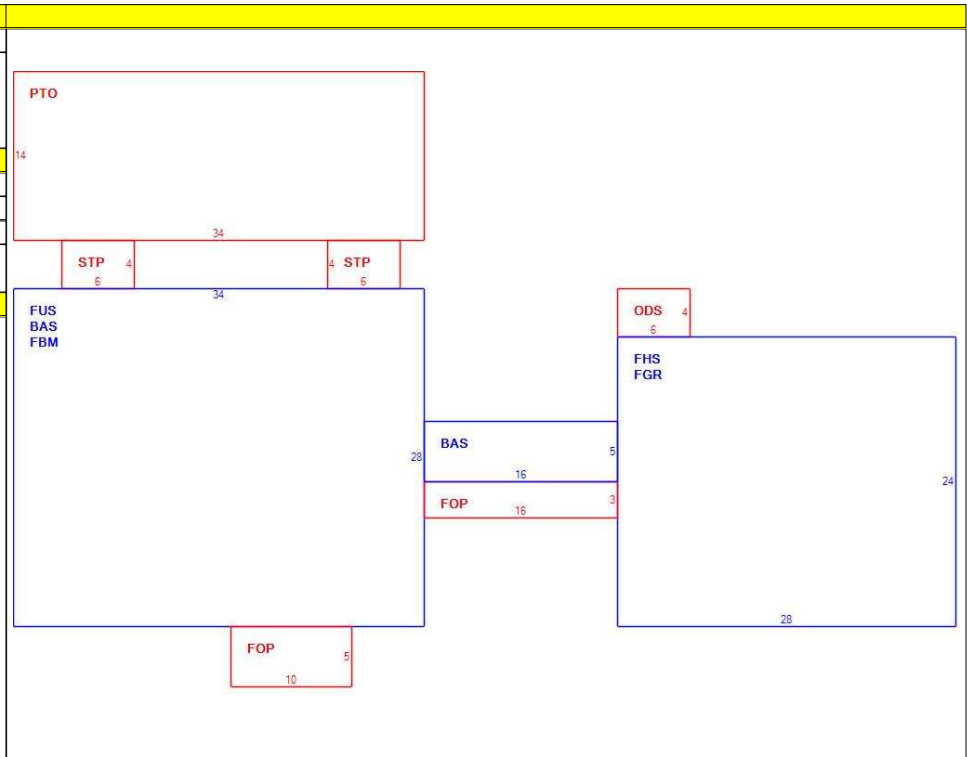 PTO
14
34
STP 4
6
4 STP
6
34
FUS
BAS
FBM
28
ODS 4
6
FHS
FGR
24
28
BAS 5
16
FOP 3
16
FOP 5
10